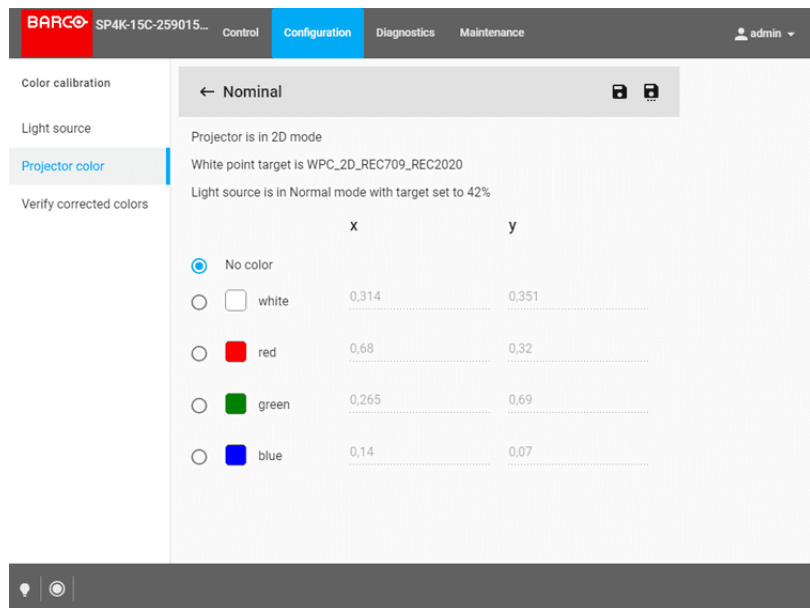 BARCO SP4K-15C-259015... Control Configuration Diagnostics Maintenance admin
Color calibration
Light source
Projector color
Verify corrected colors
Nominal
Projector is in 2D mode
White point target is WPC_2D_REC709_REC2020
Light source is in Normal mode with target set to 42%
x y
No color
white 0,314 0,351
red 0,68 0,32
green 0,265 0,69
blue 0,14 0,07